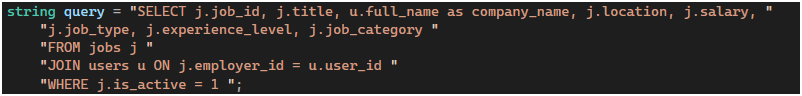 string query = "SELECT j.job_id, j.title, u.full_name as company_name, j.location, j.salary, "
"j.job_type, j.experience_level, j.job_category "
"FROM jobs j "
"JOIN users u ON j.employer_id = u.user_id "
"WHERE j.is_active = 1 ";